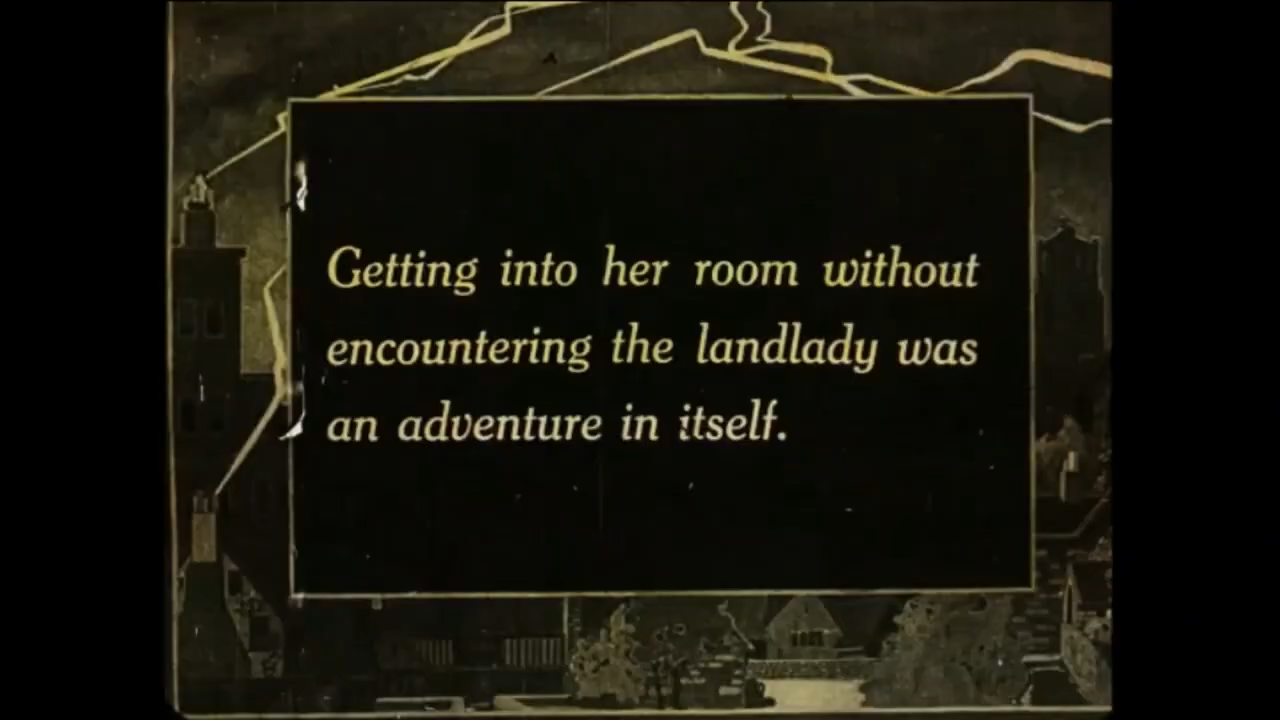 Getting into her room without
encountering the landlady was
an adventure in itself.